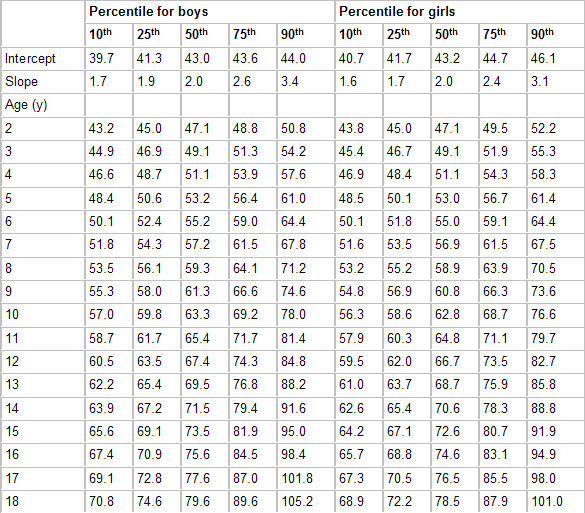 Percentile for boys Percentile for girls
10th 25th 50th 75th 90th 10th 25th 50th 75th 90th
Intercept 39.7 41.3 43.0 43.6 44.0 40.7 41.7 43.2 44.7 46.1
Slope 1.7 1.9 2.0 2.6 3.4 1.6 1.7 2.0 2.4 3.1
Age (y)
2 43.2 45.0 47.1 48.8 50.8 43.8 45.0 47.1 49.5 52.2
3 44.9 46.9 49.1 51.3 54.2 45.4 46.7 49.1 51.9 55.3
4 46.6 48.7 51.1 53.9 57.6 46.9 48.4 51.1 54.3 58.3
5 48.4 50.6 53.2 56.4 61.0 48.5 50.1 53.0 56.7 61.4
6 50.1 52.4 55.2 59.0 64.4 50.1 51.8 55.0 59.1 64.4
7 51.8 54.3 57.2 61.5 67.8 51.6 53.5 56.9 61.5 67.5
8 53.5 56.1 59.3 64.1 71.2 53.2 55.2 58.9 63.9 70.5
9 55.3 58.0 61.3 66.6 74.6 54.8 56.9 60.8 66.3 73.6
10 57.0 59.8 63.3 69.2 78.0 56.3 58.6 62.8 68.7 76.6
11 58.7 61.7 65.4 71.7 81.4 57.9 60.3 64.8 71.1 79.7
12 60.5 63.5 67.4 74.3 84.8 59.5 62.0 66.7 73.5 82.7
13 62.2 65.4 69.5 76.8 88.2 61.0 63.7 68.7 75.9 85.8
14 63.9 67.2 71.5 79.4 91.6 62.6 65.4 70.6 78.3 88.8
15 65.6 69.1 73.5 81.9 95.0 64.2 67.1 72.6 80.7 91.9
16 67.4 70.9 75.6 84.5 98.4 65.7 68.8 74.6 83.1 94.9
17 69.1 72.8 77.6 87.0 101.8 67.3 70.5 76.5 85.5 98.0
18 70.8 74.6 79.6 89.6 105.2 68.9 72.2 78.5 87.9 101.0